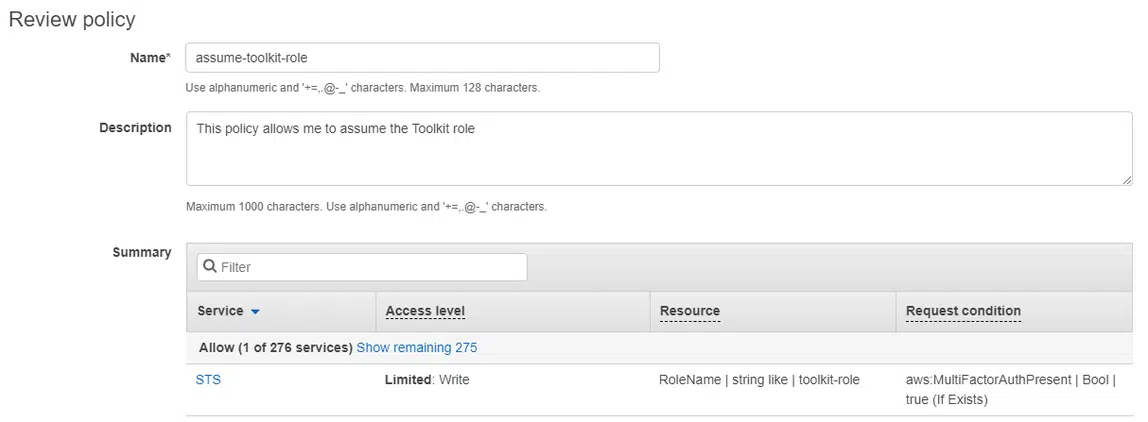 Review policy
Name*
assume-toolkit-role
Use alphanumeric and '+=,.@-_' characters. Maximum 128 characters.
Description
This policy allows me to assume the Toolkit role
Maximum 1000 characters. Use alphanumeric and '+=,.@-_' characters.
Summary
Filter
Service Access level Resource Request condition
Allow (1 of 276 services) Show remaining 275
STS Limited: Write RoleName | string like | toolkit-role aws:MultiFactorAuthPresent | Bool |
true (If Exists)